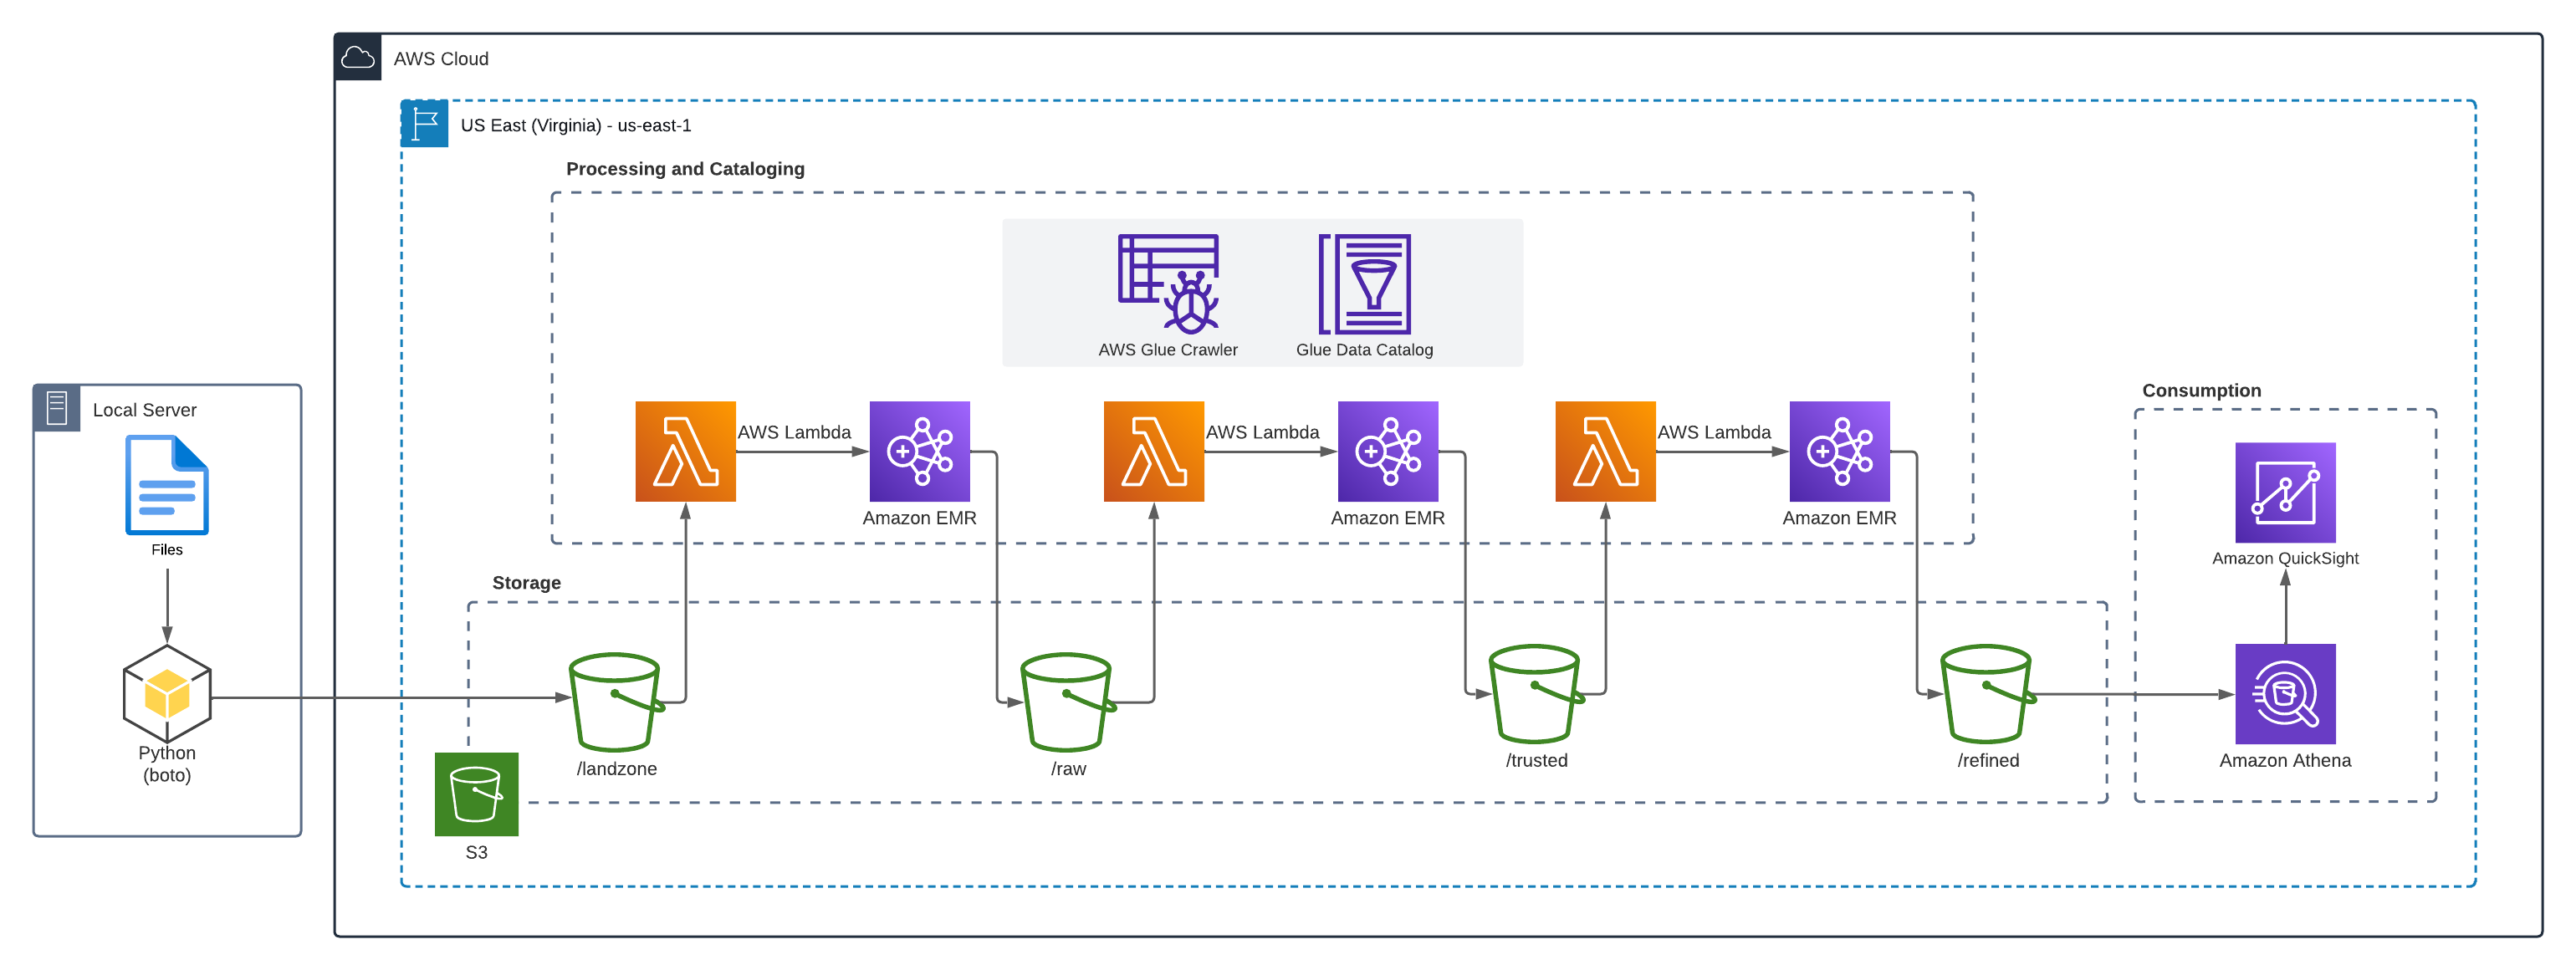 AWS Cloud
US East (Virginia) - us-east-1
Processing and Cataloging
AWS Glue Crawler
Glue Data Catalog
Local Server
Files
Python
(boto)
AWS Lambda
Amazon EMR
AWS Lambda
Amazon EMR
AWS Lambda
Amazon EMR
Storage
/landzone
/raw
/trusted
/refined
S3
Consumption
Amazon QuickSight
Amazon Athena